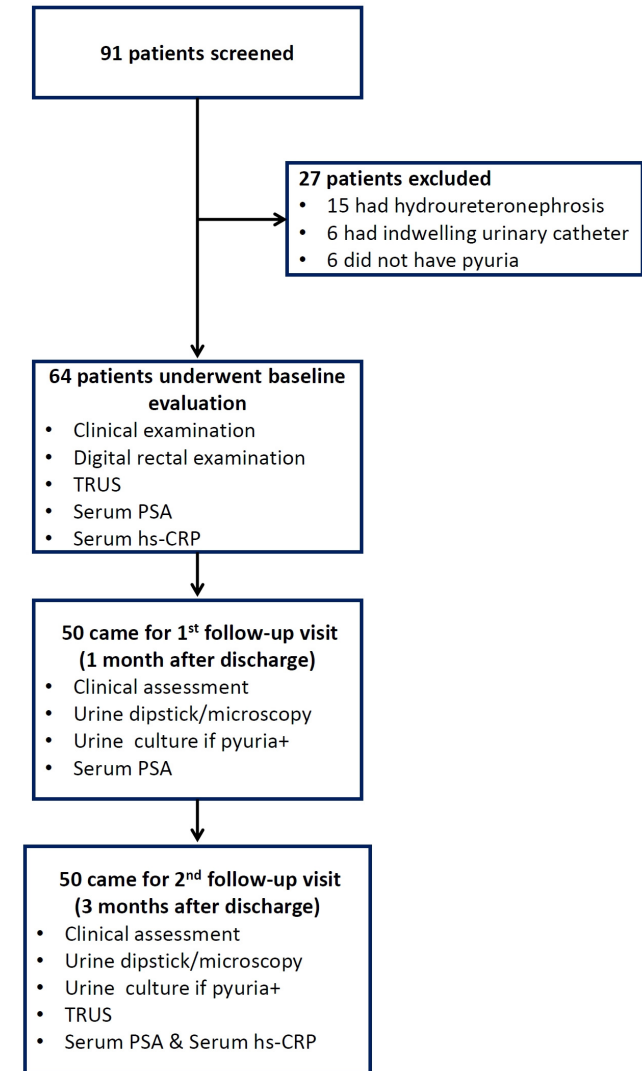 91 patients screened
27 patients excluded
• 15 had hydroureteronephrosis
• 6 had indwelling urinary catheter
• 6 did not have pyuria
64 patients underwent baseline
evaluation
• Clinical examination
• Digital rectal examination
• TRUS
• Serum PSA
• Serum hs-CRP
50 came for 1st follow-up visit
(1 month after discharge)
• Clinical assessment
• Urine dipstick/microscopy
• Urine culture if pyuria+
• Serum PSA
50 came for 2nd follow-up visit
(3 months after discharge)
• Clinical assessment
• Urine dipstick/microscopy
• Urine culture if pyuria+
• TRUS
• Serum PSA & Serum hs-CRP